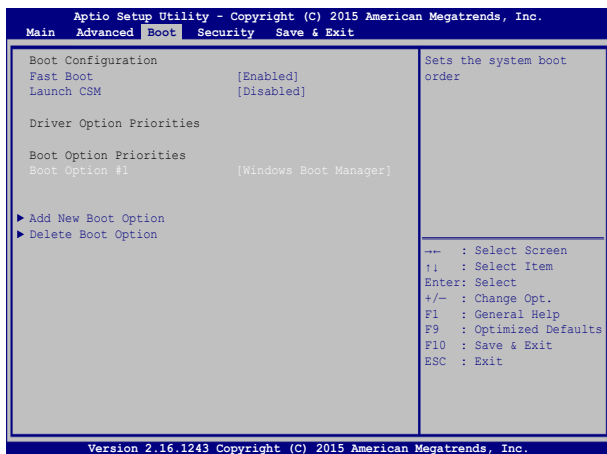 Aptio Setup Utility - Copyright (C) 2015 American Megatrends, Inc.
Main Advanced Boot Security Save & Exit
Boot Configuration
Fast Boot [Enabled]
Launch CSM [Disabled]
Driver Option Priorities
Boot Option Priorities
Boot Option #1 [Windows Boot Manager]
Add New Boot Option
Delete Boot Option
Sets the system boot
order
→← : Select Screen
↑↓ : Select Item
Enter: Select
+/— : Change Opt.
F1 : General Help
F9 : Optimized Defaults
F10 : Save & Exit
ESC : Exit
Version 2.16.1243 Copyright (C) 2015 American Megatrends, Inc.